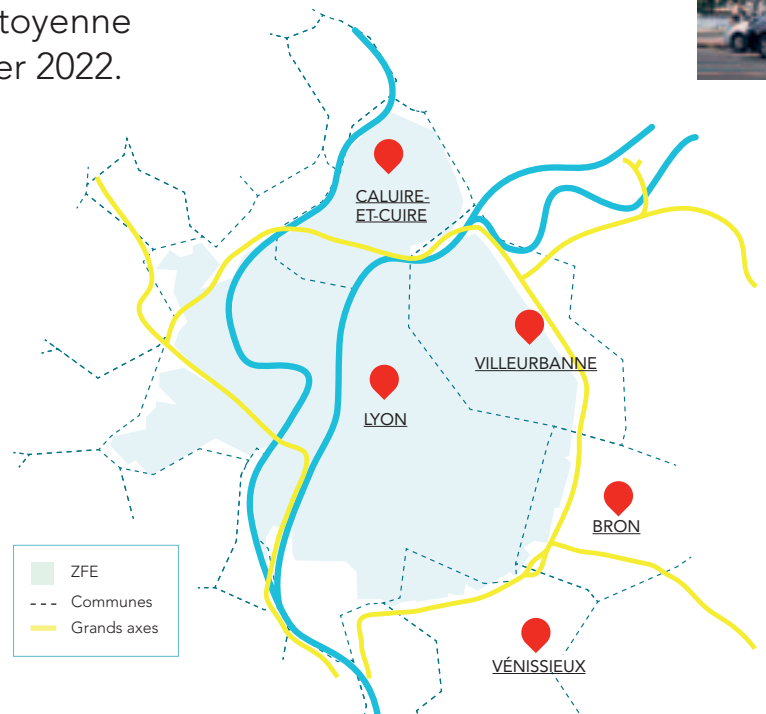 toyenne
er 2022.
CALUIRE-
ET-CUIRE
VILLEURBANNE
LYON
BRON
VÉNISSIEUX
ZFE
Communes
Grands axes